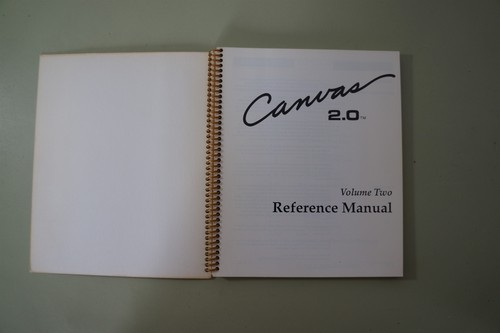 Canvas
2.0™
Volume Two
Reference Manual